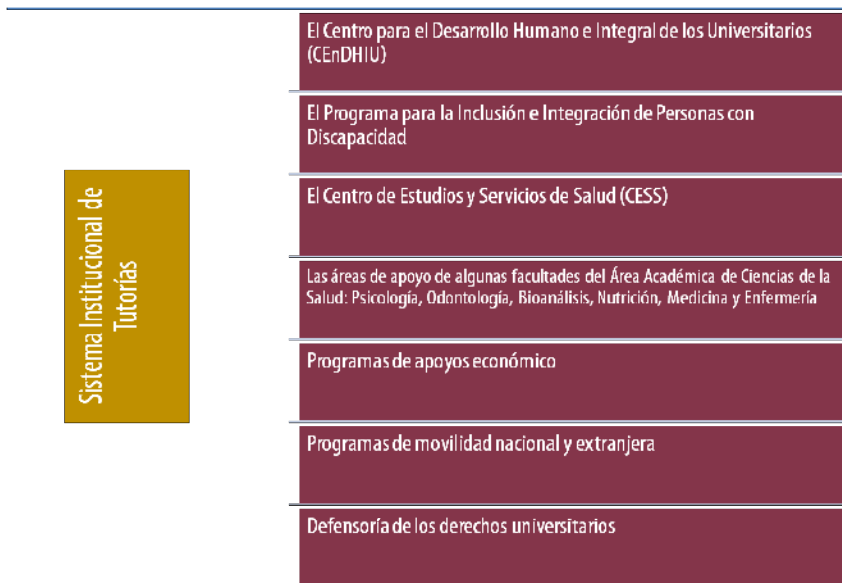 El Centro para el Desarrollo Humano e Integral de los Universitarios
(CEnDHIU)
El Programa para la Inclusión e Integración de Personas con
Discapacidad
Sistema Institucional de
Tutorías
El Centro de Estudios y Servicios de Salud (CESS)
Las áreas de apoyo de algunas facultades del Área Académica de Ciencias de la
Salud: Psicología, Odontología, Bioanálisis, Nutrición, Medicina y Enfermería
Programas de apoyos económico
Programas de movilidad nacional y extranjera
Defensoría de los derechos universitarios